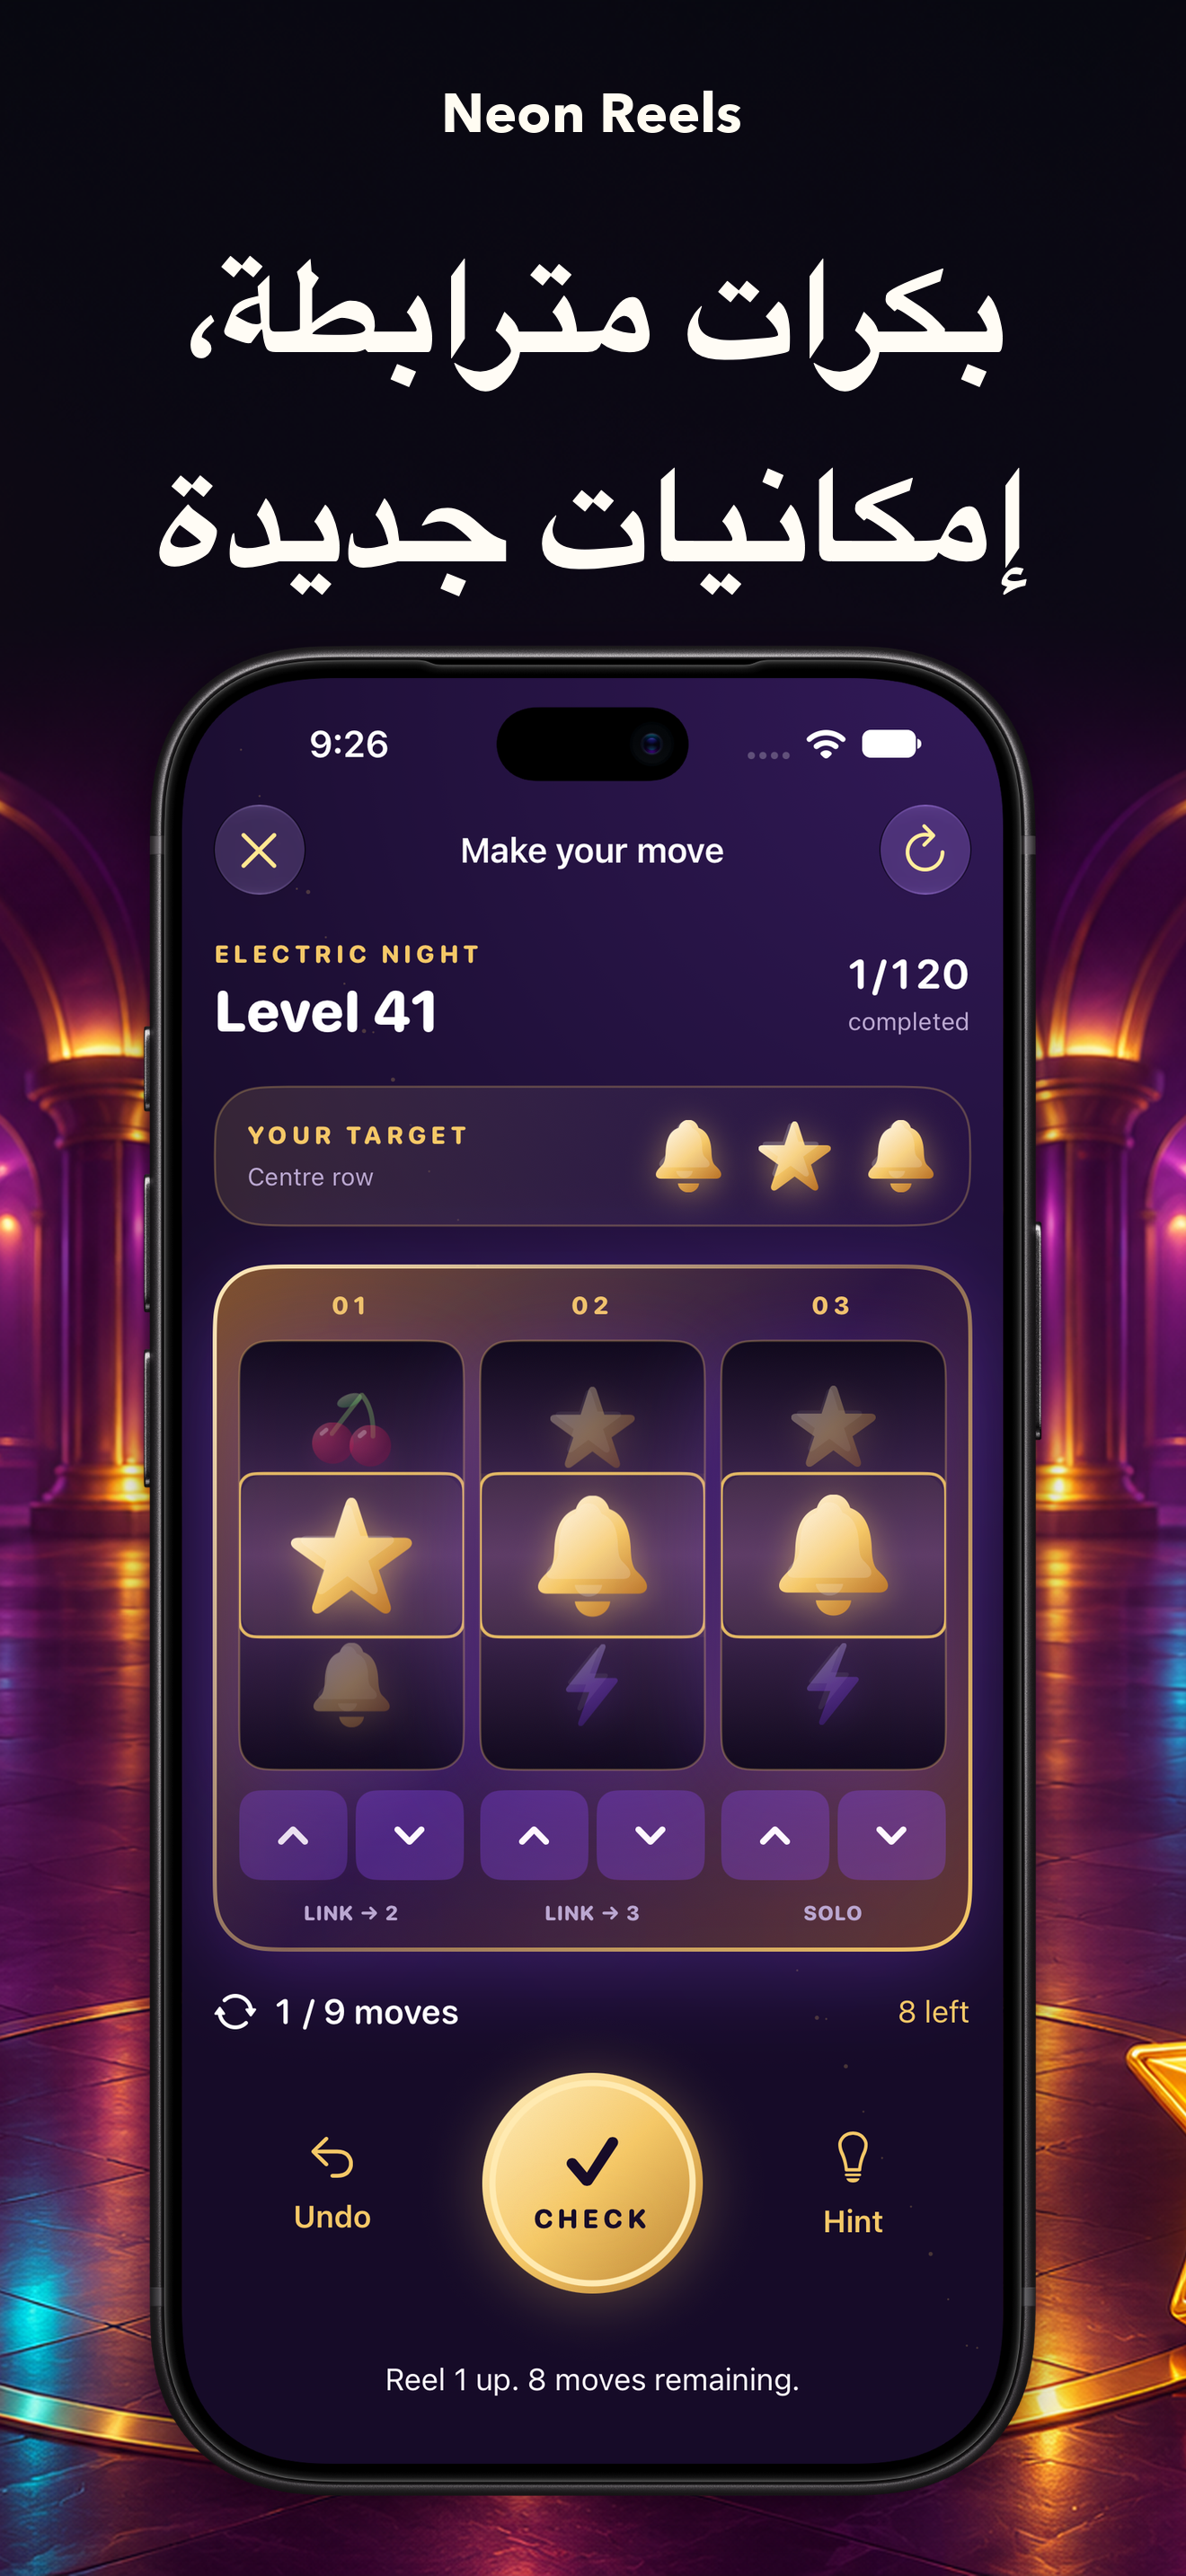 Neon Reels
بكرات مترابطة،
إمكانيات جديدة
9:26
Make your move
ELECTRIC NIGHT
Level 41
1/120
completed
YOUR TARGET
Centre row
01 02 03
LINK → 2 LINK → 3 SOLO
1 / 9 moves
8 left
Undo
CHECK
Hint
Reel 1 up. 8 moves remaining.